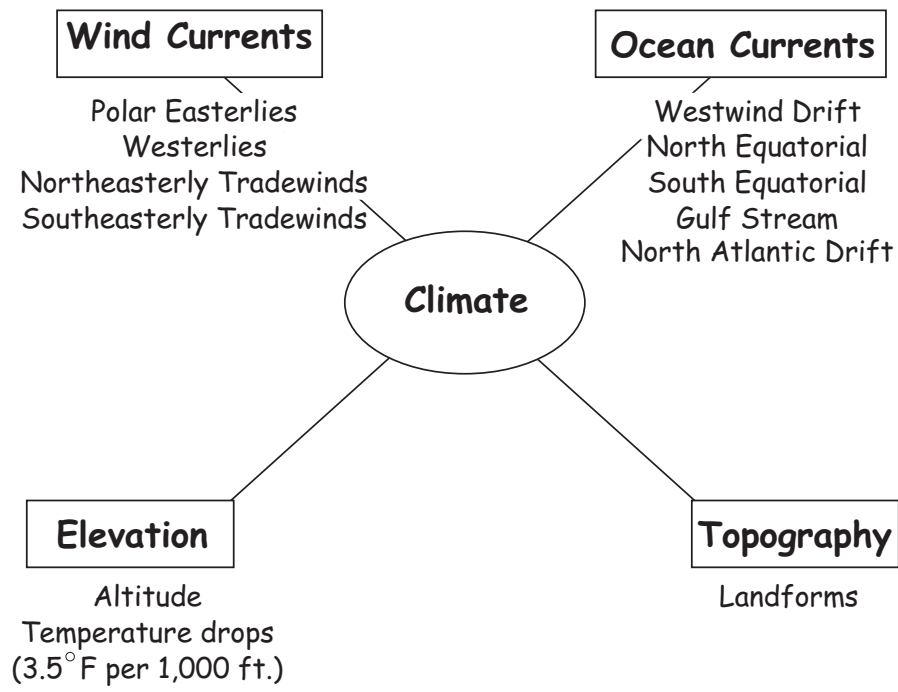 Wind Currents
Polar Easterlies
Westerlies
Northeasterly Tradewinds
Southeasterly Tradewinds
Ocean Currents
Westwind Drift
North Equatorial
South Equatorial
Gulf Stream
North Atlantic Drift
Climate
Elevation
Altitude
Temperature drops
(3.5°F per 1,000 ft.)
Topography
Landforms